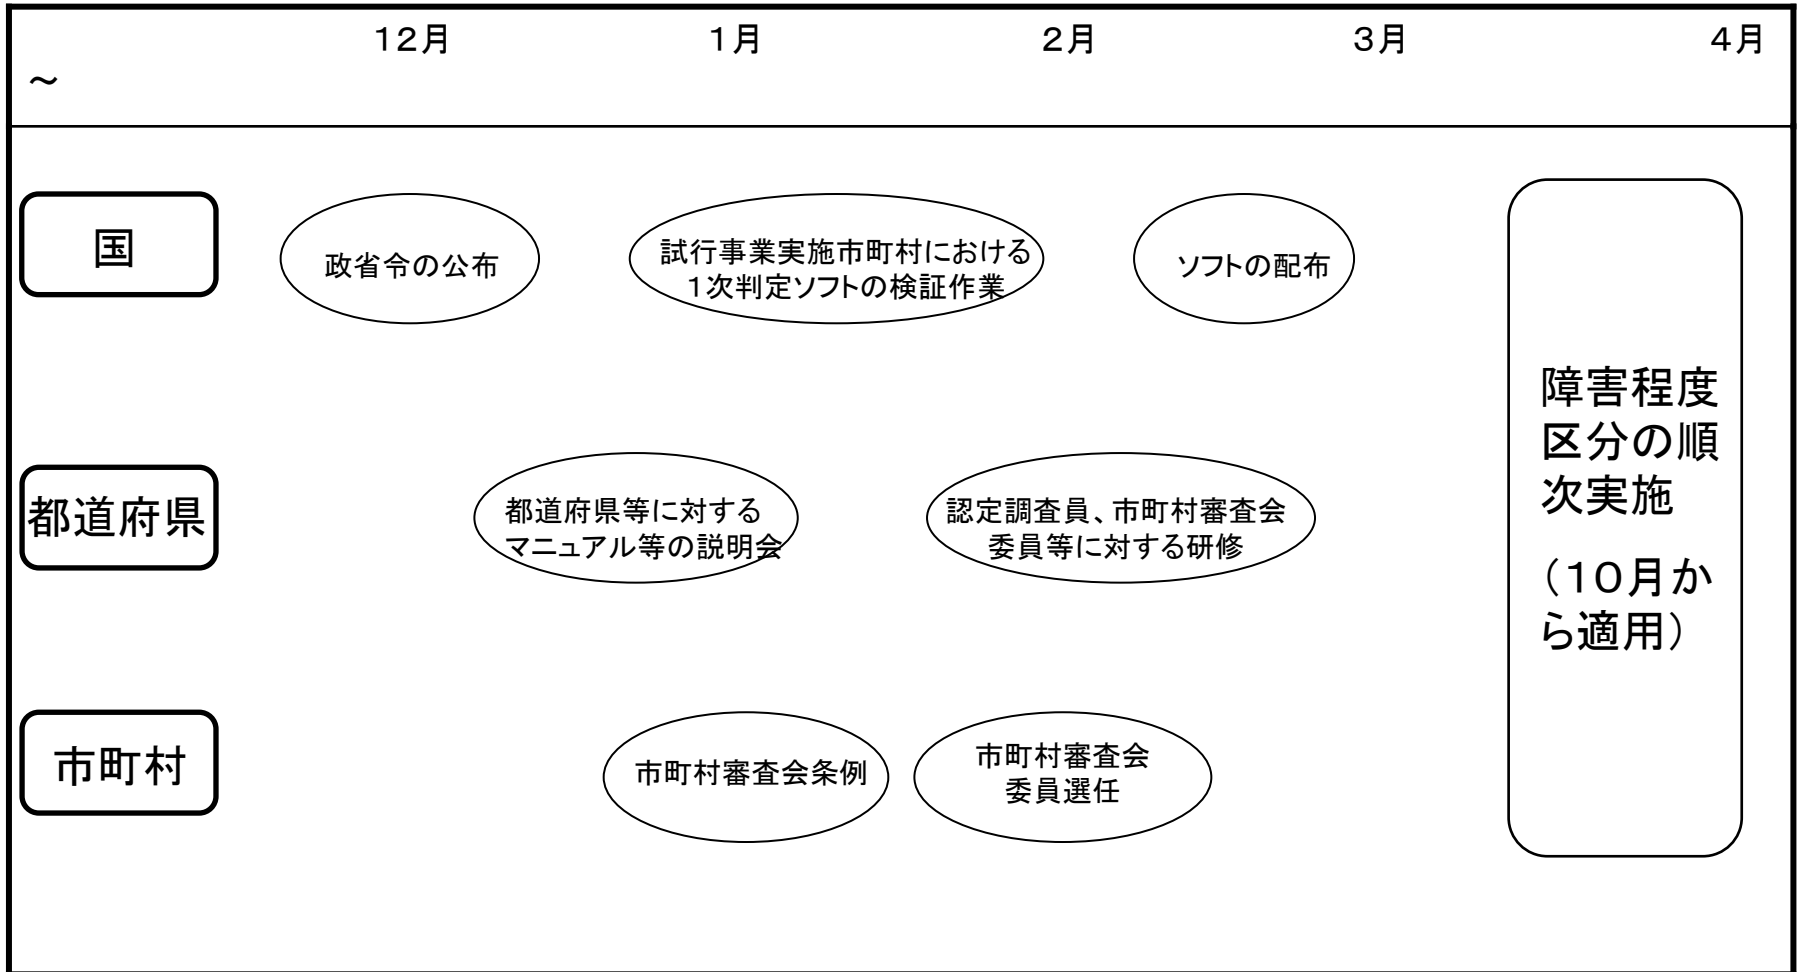 12月 1月 2月 3月 4月
～
国
政省令の公布
試行事業実施市町村における
1次判定ソフトの検証作業
ソフトの配布
都道府県
都道府県等に対する
マニュアル等の説明会
認定調査員、市町村審査会
委員等に対する研修
市町村
市町村審査会条例
市町村審査会
委員選任
障害程度
区分の順
次実施
（10月か
ら適用）